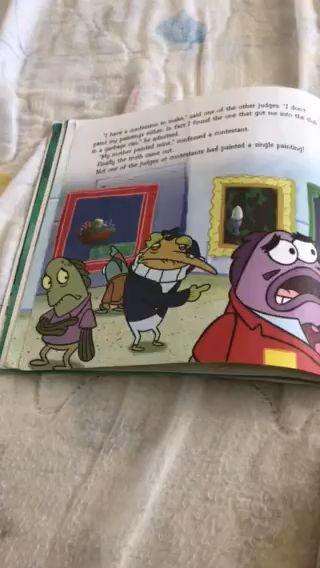 "I have a confession to make," said one of the other judges. "I don't
paint my paintings either. In fact I found the one that got me into the club
in a garbage can," he admitted.
"My mother painted mine," confessed a contestant.
Finally the truth came out.
Not one of the judges or contestants had painted a single painting!